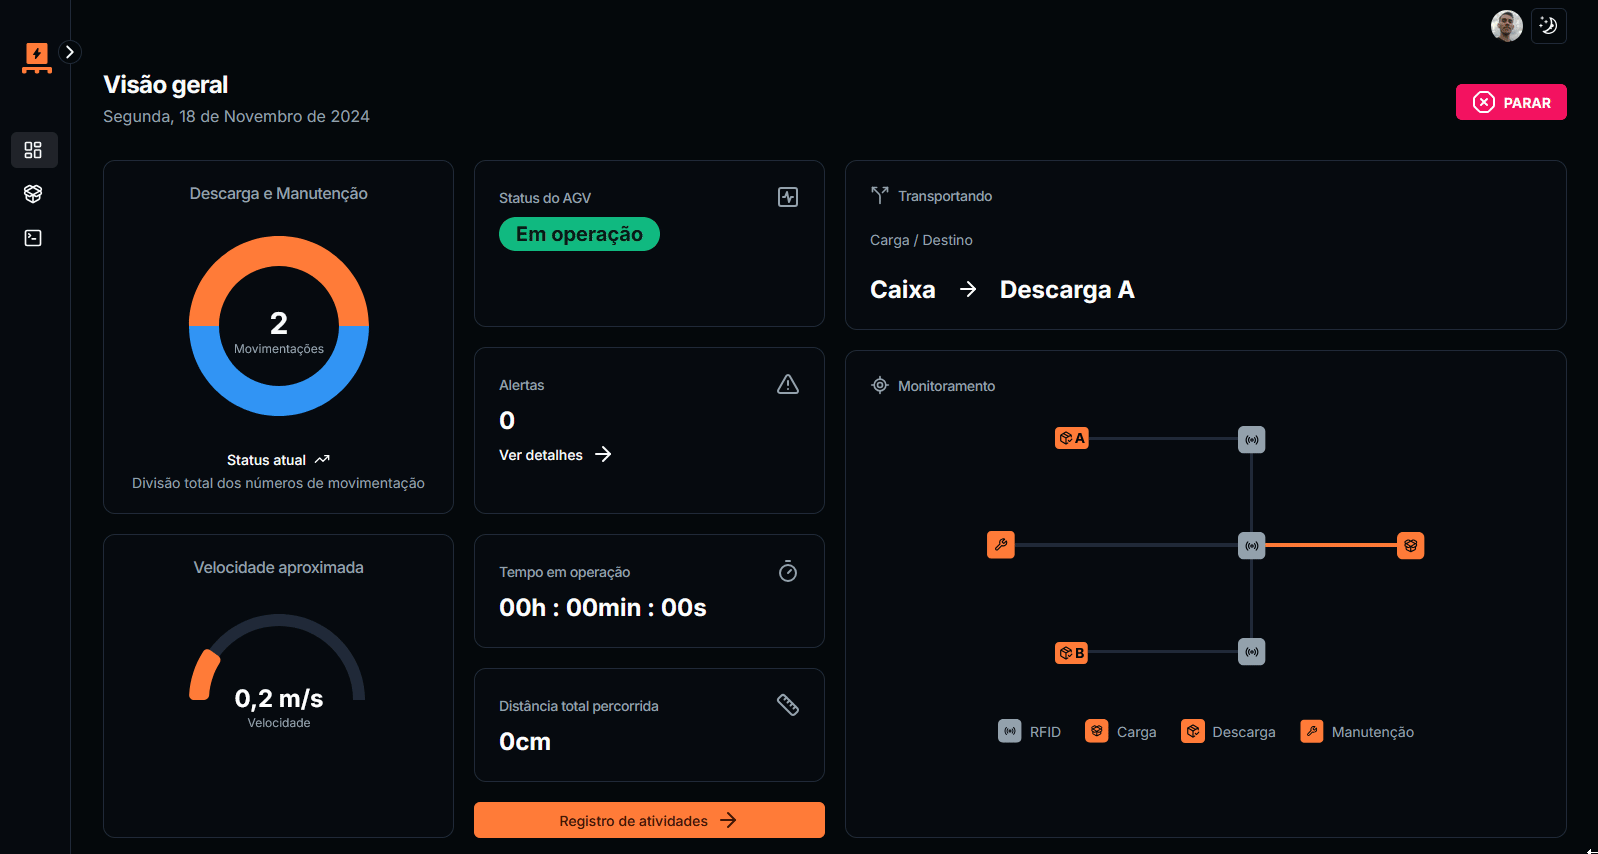 Visão geral
Segunda, 18 de Novembro de 2024
PARAR
Descarga e Manutenção
2
Movimentações
Status atual
Divisão total dos números de movimentação
Velocidade aproximada
0,2 m/s
Velocidade
Status do AGV
Em operação
Alertas
0
Ver detalhes
Tempo em operação
00h : 00min : 00s
Distância total percorrida
0cm
Registro de atividades
Transportando
Carga / Destino
Caixa → Descarga A
Monitoramento
A
B
RFID
Carga
Descarga
Manutenção